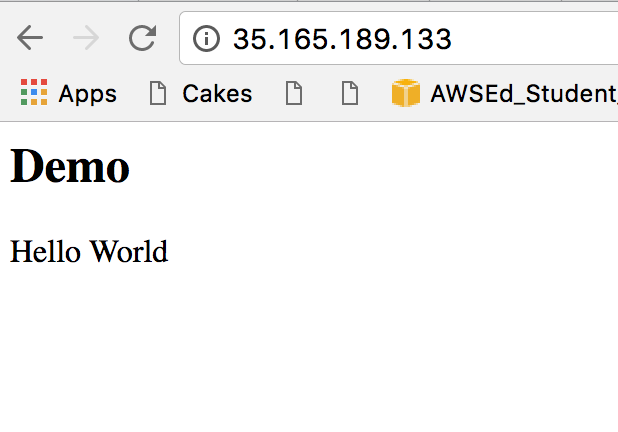 35.165.189.133
Apps Cakes AWSEd_Student
Demo
Hello World